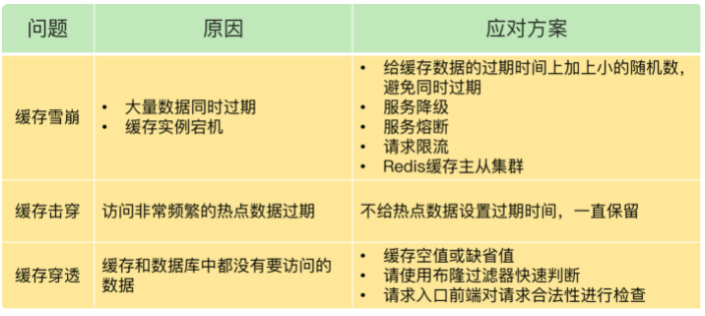 问题 原因 应对方案
缓存雪崩
• 大量数据同时过期
• 缓存实例宕机
• 给缓存数据的过期时间上加上小的随机数，
避免同时过期
• 服务降级
• 服务熔断
• 请求限流
• Redis缓存主从集群
缓存击穿 访问非常频繁的热点数据过期 不给热点数据设置过期时间，一直保留
缓存穿透
缓存和数据库中都没有要访问的
数据
• 缓存空值或缺省值
• 请使用布隆过滤器快速判断
• 请求入口前端对请求合法性进行检查